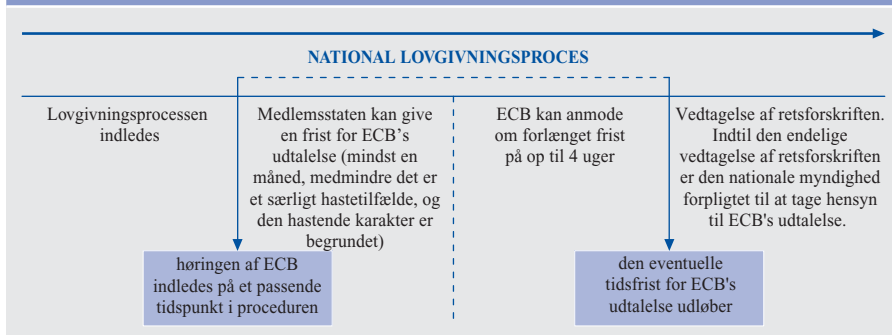 NATIONAL LOVGIVNINGSPROCES
Lovgivningsprocessen
indledes
Medlemsstaten kan give
en frist for ECB’s
udtalelse (mindst en
måned, medmindre det er
et særligt hastetilfælde, og
den hastende karakter er
begrundet)
ECB kan anmode
om forlænget frist
på op til 4 uger
Vedtagelse af retsforskriften.
Indtil den endelige
vedtagelse af retsforskriften
er den nationale myndighed
forpligtet til at tage hensyn
til ECB's udtalelse.
høringen af ECB
indledes på et passende
tidspunkt i proceduren
den eventuelle
tidsfrist for ECB's
udtalelse udløber